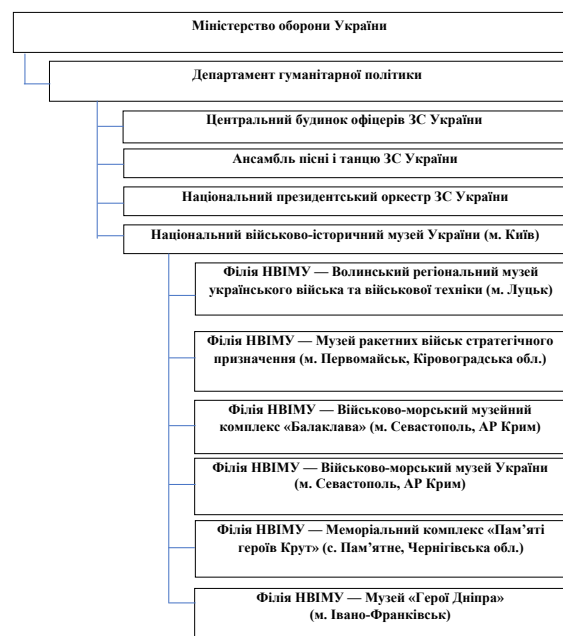 Міністерство оборони України
Департамент гуманітарної політики
Центральний будинок офіцерів ЗС України
Ансамбль пісні і танцю ЗС України
Національний президентський оркестр ЗС України
Національний військово-історичний музей України (м. Київ)
Філія НВІМУ — Волинський регіональний музей
українського війська та військової техніки (м. Луцьк)
Філія НВІМУ — Музей ракетних військ стратегічного
призначення (м. Первомайськ, Кіровоградська обл.)
Філія НВІМУ — Військово-морський музейний
комплекс «Балаклава» (м. Севастополь, АР Крим)
Філія НВІМУ — Військово-морський музей України
(м. Севастополь, АР Крим)
Філія НВІМУ — Меморіальний комплекс «Пам’яті
героїв Крут» (с. Пам’ятне, Чернігівська обл.)
Філія НВІМУ — Музей «Герої Дніпра»
(м. Івано-Франківськ)